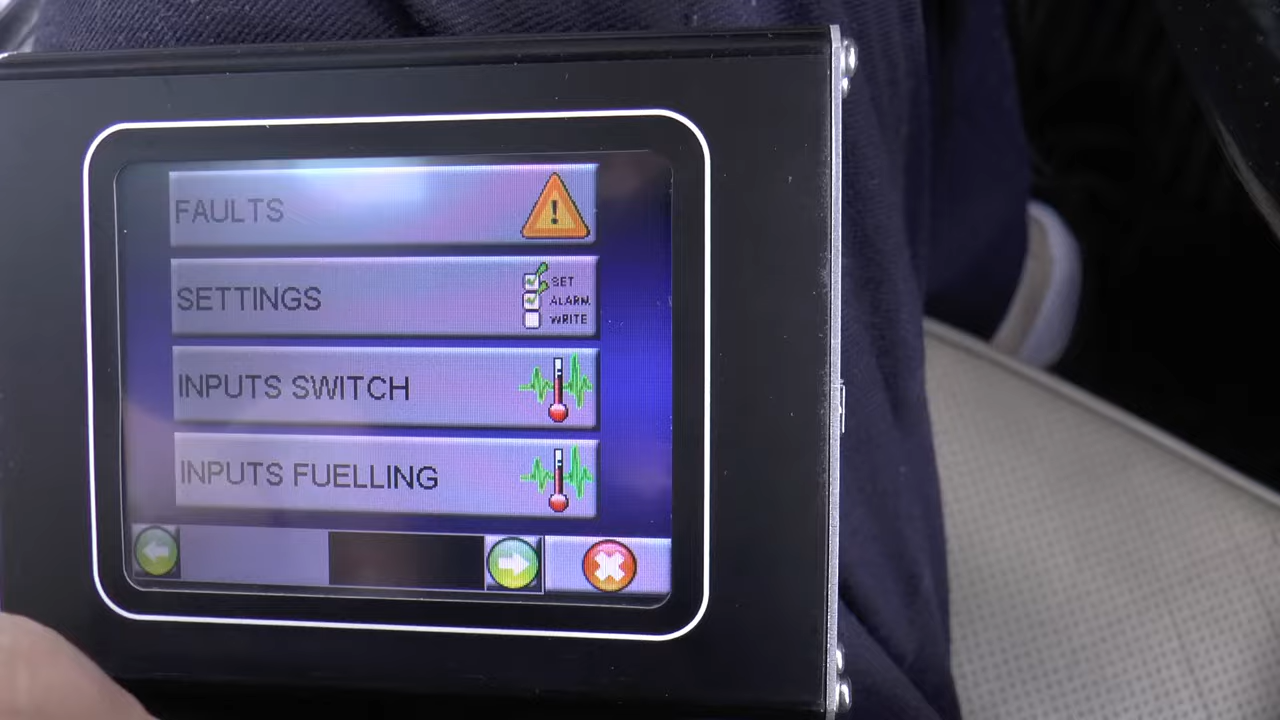 FAULTS
SETTINGS
SET
ALARM
WRITE
INPUTS SWITCH
INPUTS FUELLING